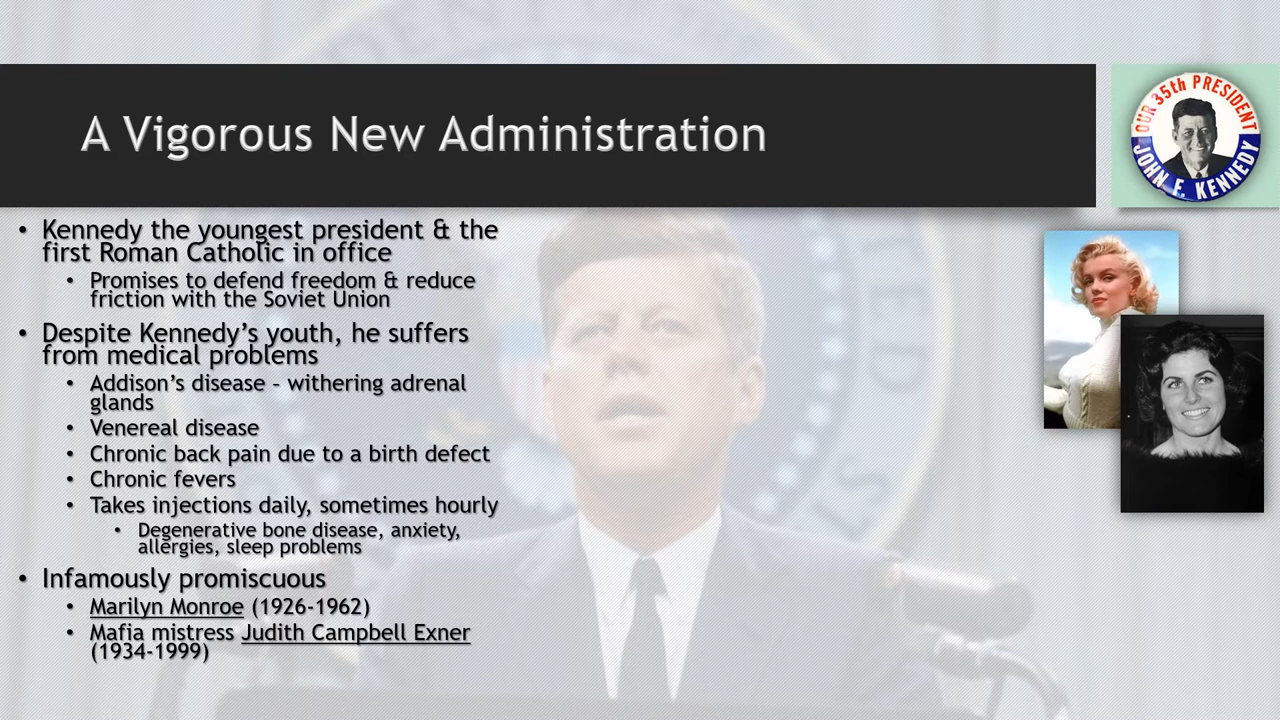 A Vigorous New Administration
OUR 35th PRESIDENT
JOHN F. KENNEDY
• Kennedy the youngest president & the
first Roman Catholic in office
• Promises to defend freedom & reduce
friction with the Soviet Union
• Despite Kennedy’s youth, he suffers
from medical problems
• Addison’s disease – withering adrenal
glands
• Venereal disease
• Chronic back pain due to a birth defect
• Chronic fevers
• Takes injections daily, sometimes hourly
• Degenerative bone disease, anxiety,
allergies, sleep problems
• Infamously promiscuous
• Marilyn Monroe (1926-1962)
• Mafia mistress Judith Campbell Exner
(1934-1999)